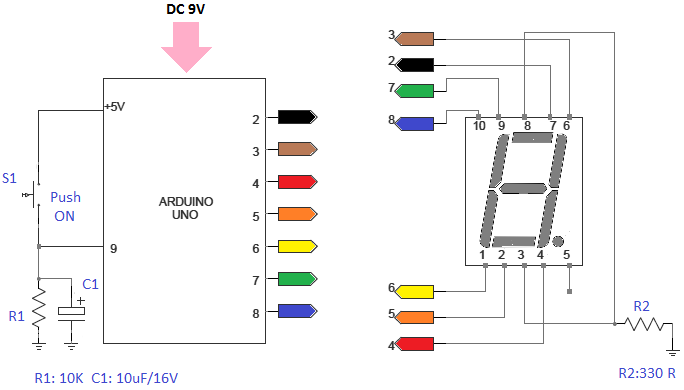 DC 9V
+5V
S1
Push
ON
ARDUINO
UNO
9
C1
+
R1
2
3
4
5
6
7
8
R1: 10K C1: 10uF/16V
3
2
7
8
10 9 8 7 6
1 2 3 4 5
6
5
4
R2
R2:330 R